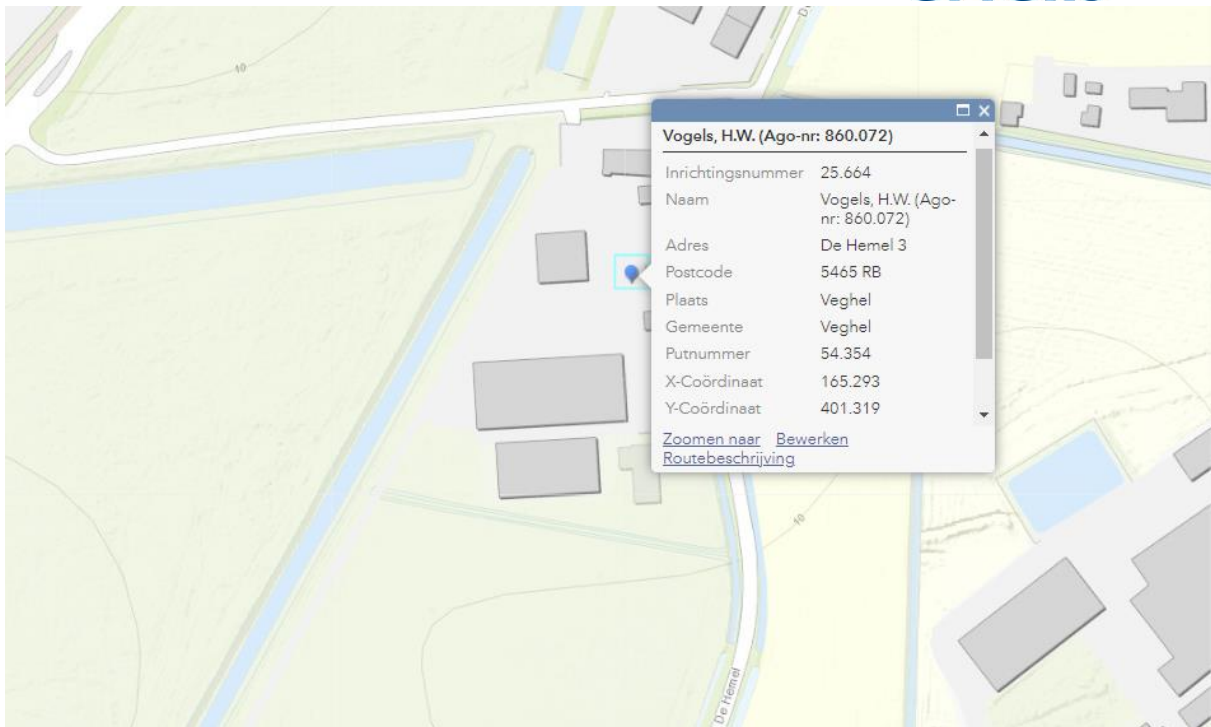 10
Vogels, H.W. (Ago-nr: 860.072)
Inrichtingsnummer 25.664
Naam Vogels, H.W. (Ago-
nr: 860.072)
Adres De Hemel 3
Postcode 5465 RB
Plaats Veghel
Gemeente Veghel
Putnummer 54.354
X-Coördinaat 165.293
Y-Coördinaat 401.319
Zoomen naar Bewerken
Routebeschrijving
10
De Hemel